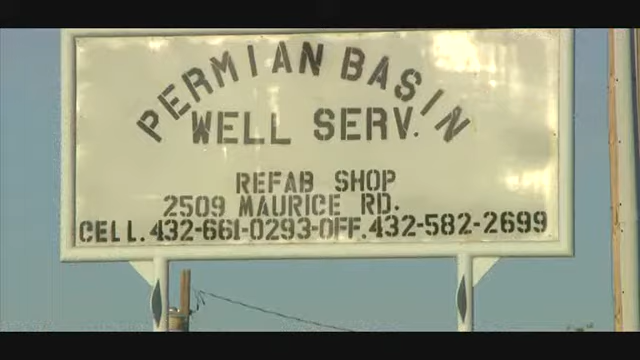 PERMIAN BASIN
WELL SERV.
REFAB SHOP
2509 MAURICE RD.
CELL. 432-661-0293-OFF. 432-582-2699